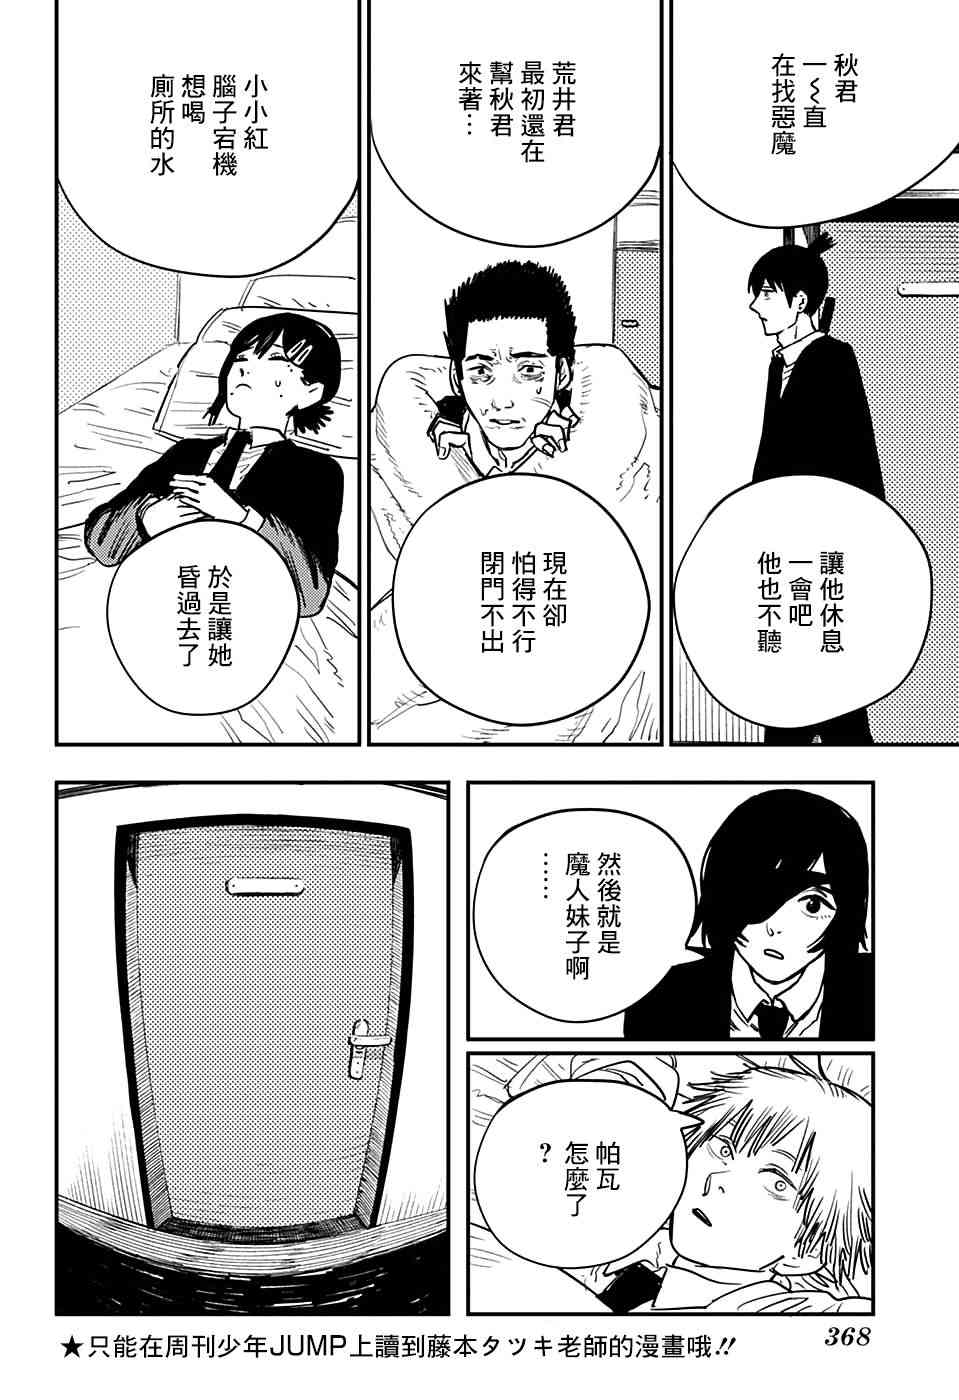 秋君
一～直
在找惡魔
讓他休息
一會吧
他也不聽
荒井君
最初還在
幫秋君
來著…
現在卻
怕得不行
閉門不出
小小紅
腦子宕機
想喝
廁所的水
於是讓她
昏過去了
然後就是
魔人妹子啊
……
帕瓦
怎麼了
?
★只能在周刊少年JUMP上讀到藤本タツキ老師的漫畫哦!!
368